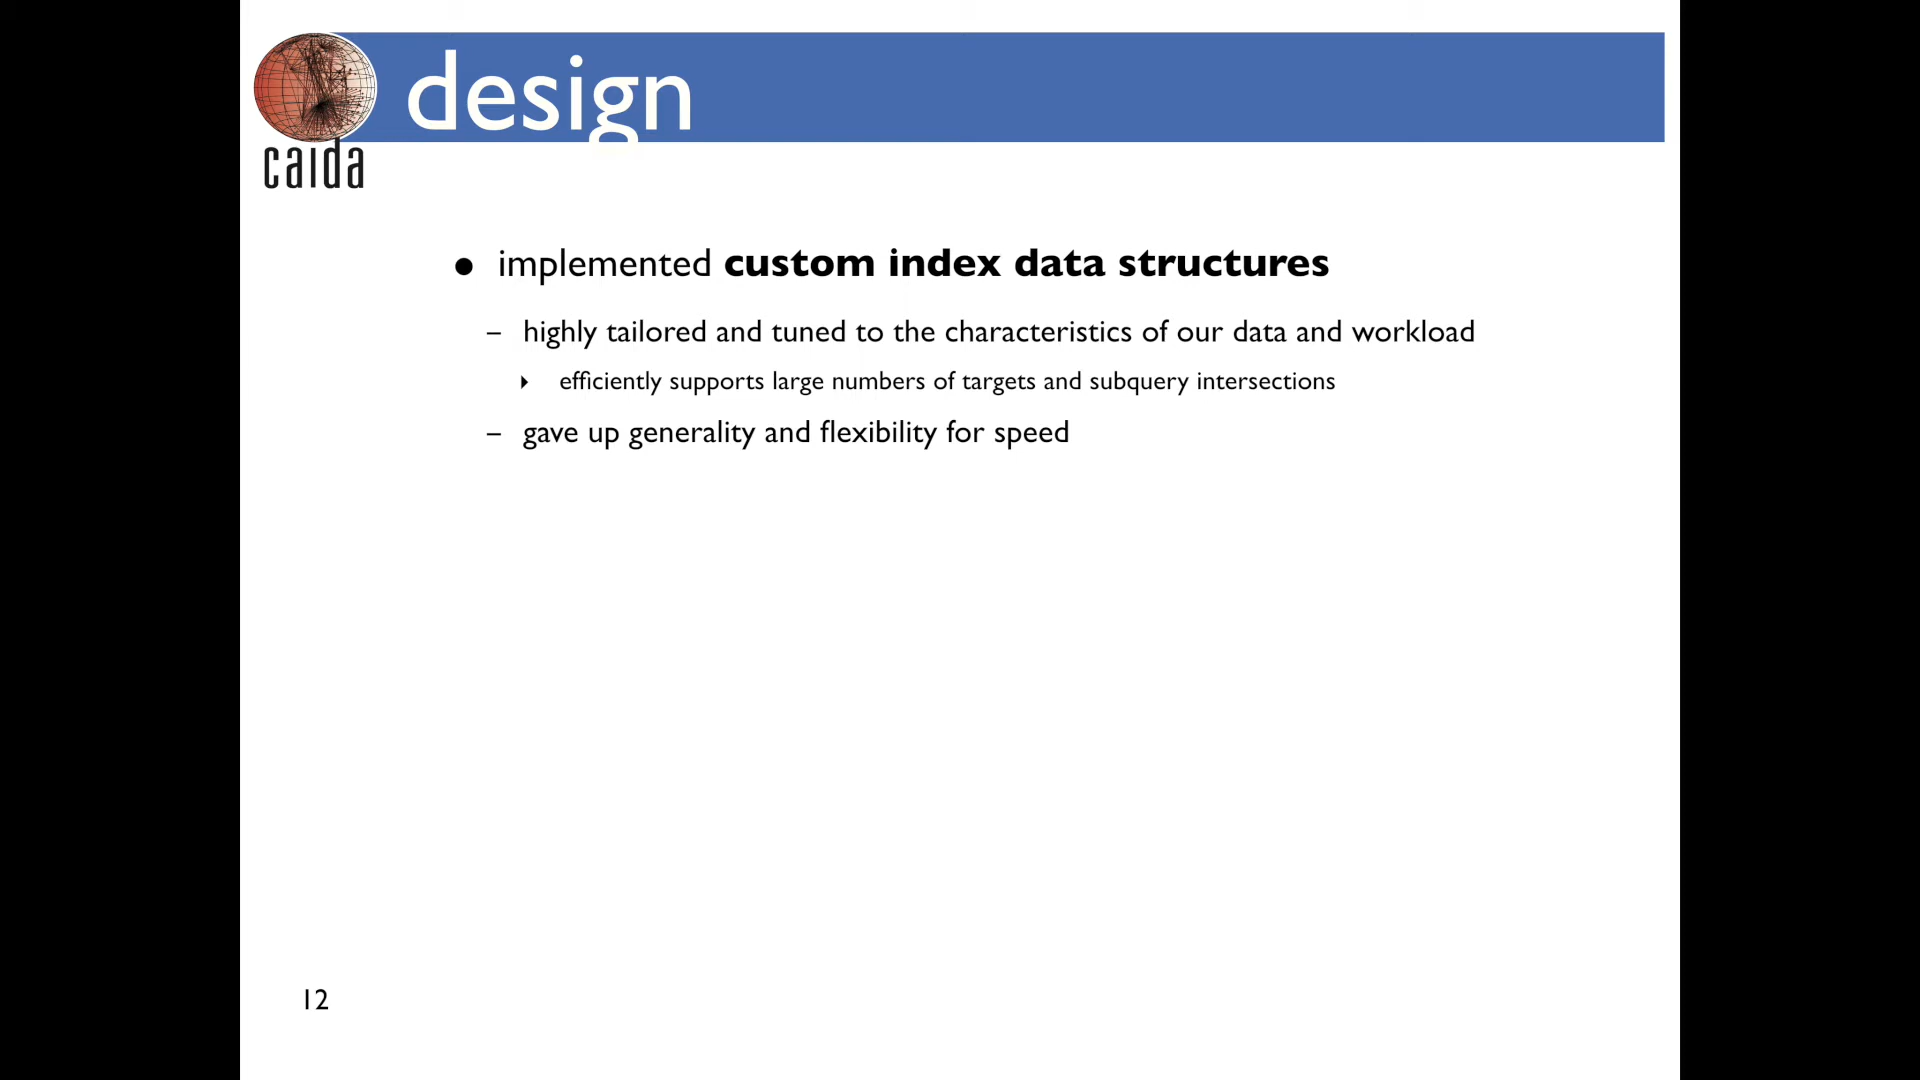 design
caida
● implemented custom index data structures
– highly tailored and tuned to the characteristics of our data and workload
‣ efficiently supports large numbers of targets and subquery intersections
– gave up generality and flexibility for speed
12